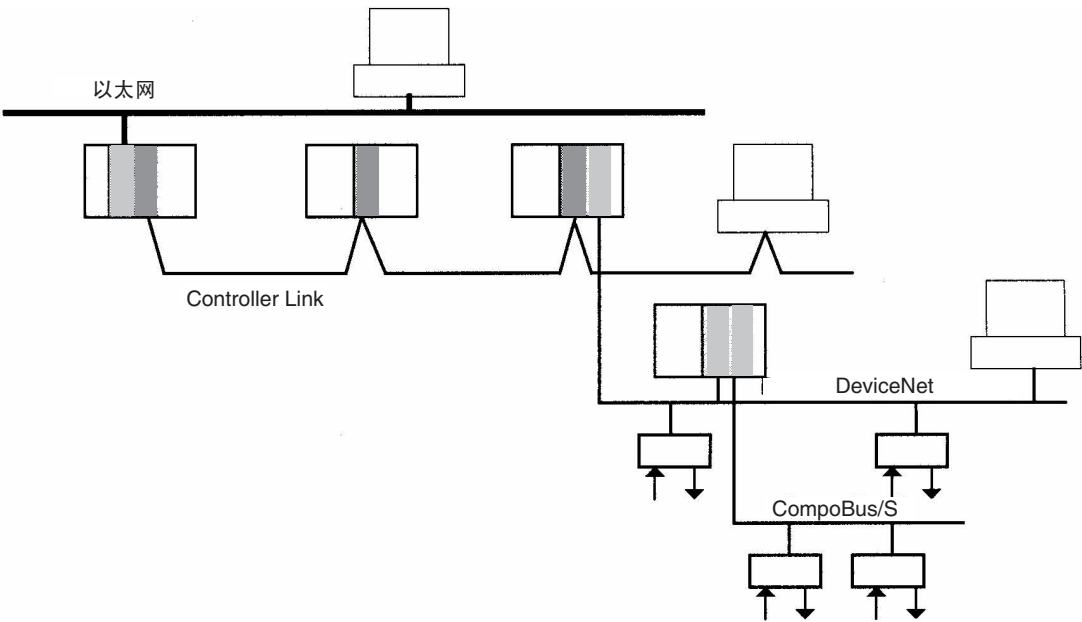 以太网
Controller Link
DeviceNet
CompoBus/S